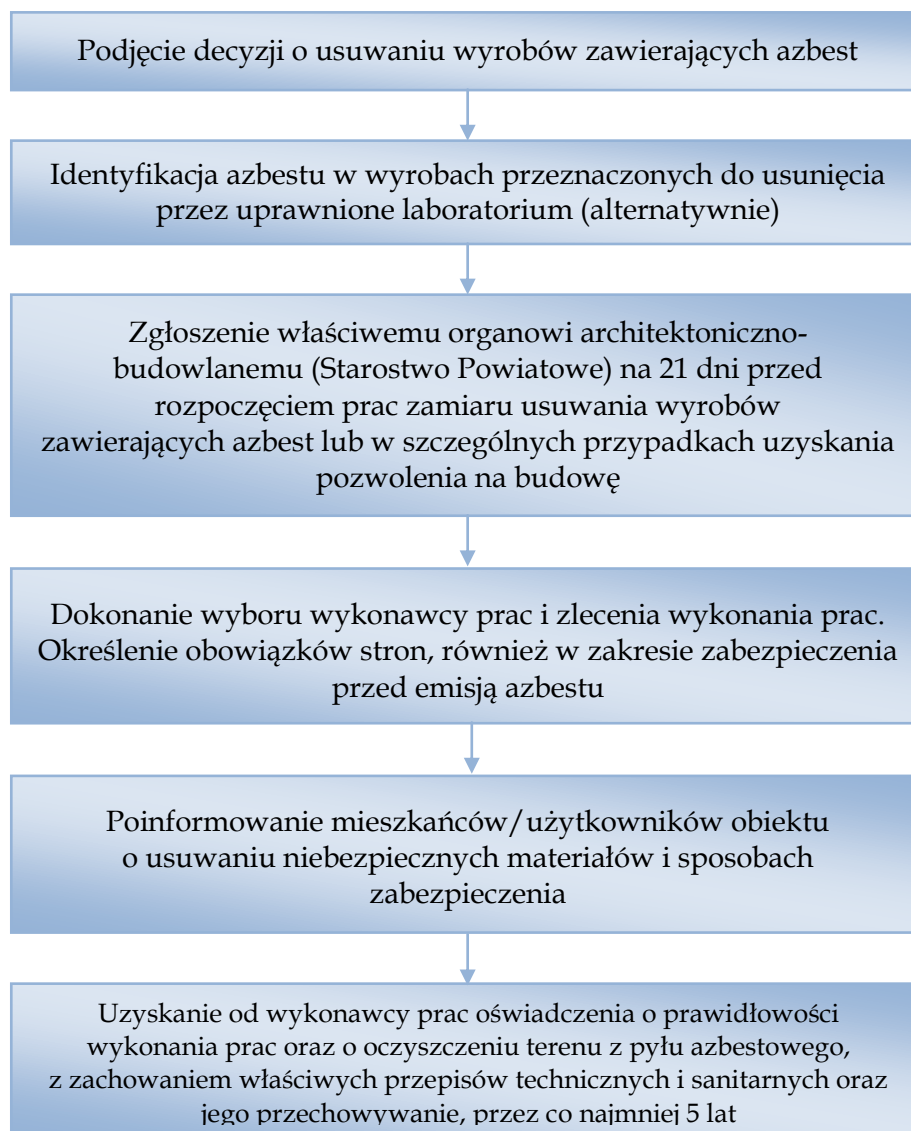 Podjęcie decyzji o usuwaniu wyrobów zawierających azbest
Identyfikacja azbestu w wyrobach przeznaczonych do usunięcia
przez uprawnione laboratorium (alternatywnie)
Zgłoszenie właściwemu organowi architektoniczno-
budowlanemu (Starostwo Powiatowe) na 21 dni przed
rozpoczęciem prac zamiaru usuwania wyrobów
zawierających azbest lub w szczególnych przypadkach uzyskania
pozwolenia na budowę
Dokonanie wyboru wykonawcy prac i zlecenia wykonania prac.
Określenie obowiązków stron, również w zakresie zabezpieczenia
przed emisją azbestu
Poinformowanie mieszkańców/użytkowników obiektu
o usuwaniu niebezpiecznych materiałów i sposobach
zabezpieczenia
Uzyskanie od wykonawcy prac oświadczenia o prawidłowości
wykonania prac oraz o oczyszczeniu terenu z pyłu azbestowego,
z zachowaniem właściwych przepisów technicznych i sanitarnych oraz
jego przechowywanie, przez co najmniej 5 lat